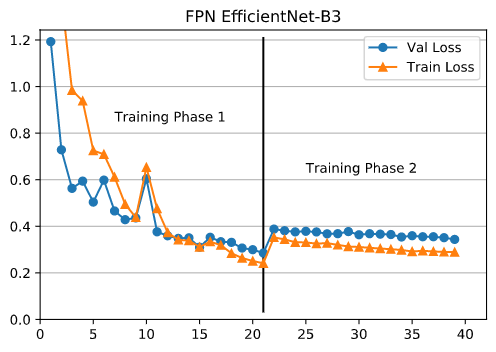 FPN EfficientNet-B3
1.2
1.0
0.8
0.6
0.4
0.2
0.0
Val Loss
Train Loss
Training Phase 1
Training Phase 2
0 5 10 15 20 25 30 35 40